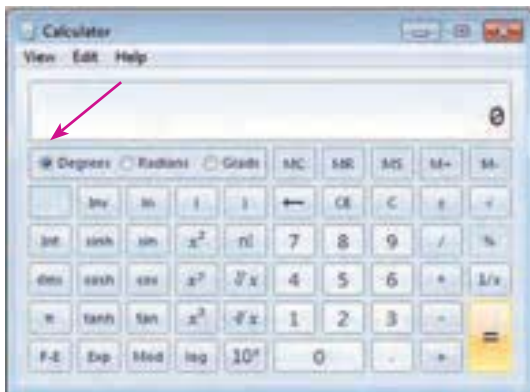 Calculator
View Edit Help
0
Degrees Radians Grads MC MR MS M+ M-
Inv ln ( ) ← CE C ± √
Int sinh sin x² n! 7 8 9 / %
dms cosh cos xʸ ʸ√x 4 5 6 * 1/x
π tanh tan x³ ³√x 1 2 3 - =
F-E Exp Mod log 10ˣ 0 . +